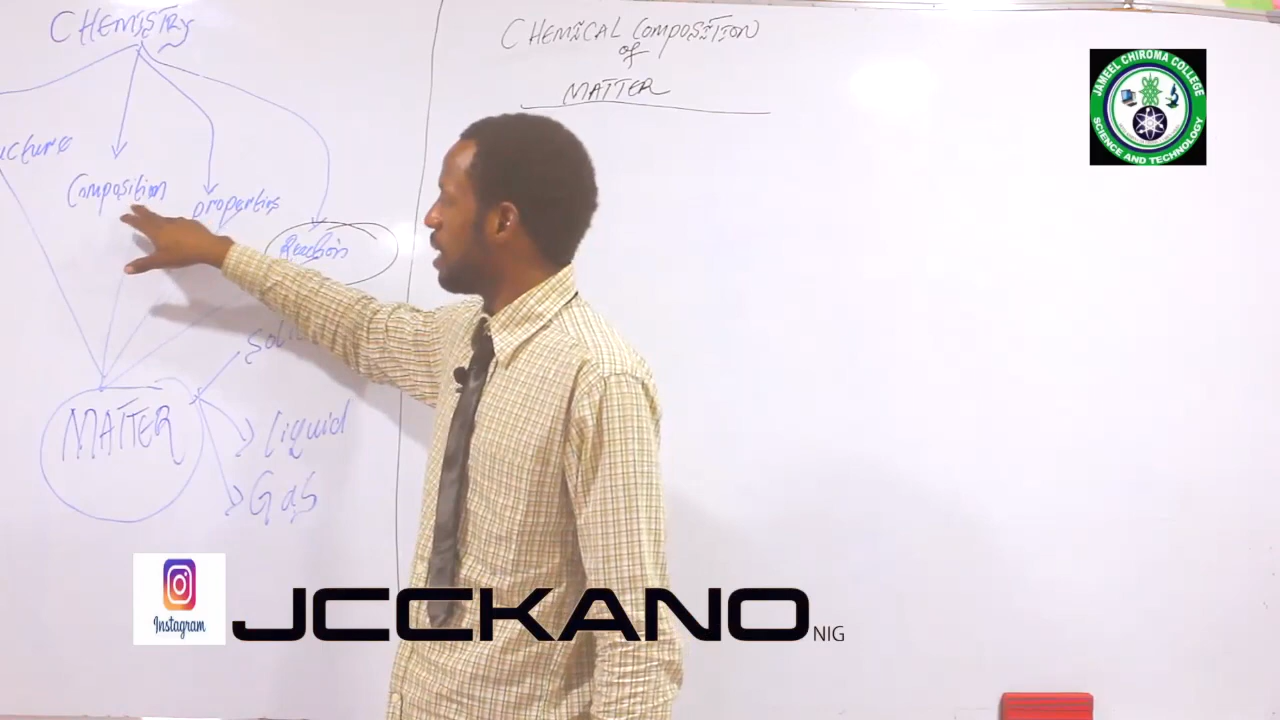 CHEMISTRY
ucture
Composition
properties
Reaction
Soli
MATTER
liquid
Gas
CHEMICAL COMPOSITION
of
MATTER
JAMEEL CHIROMA COLLEGE
SCIENCE AND TECHNOLOGY
Instagram
JCCKANO
NIG